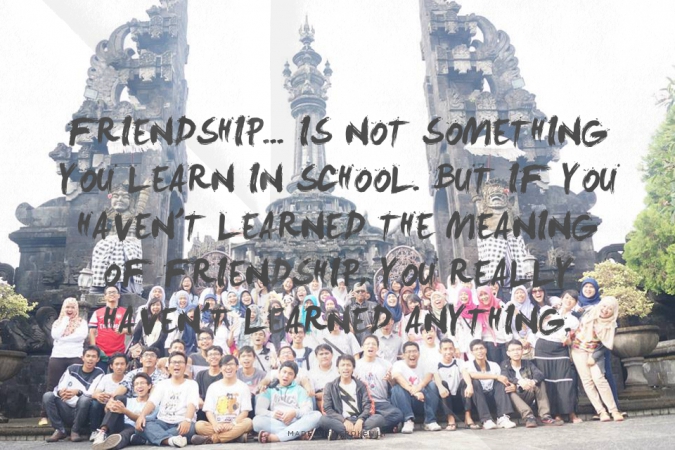 FRIENDSHIP... IS NOT SOMETHING
YOU LEARN IN SCHOOL. BUT IF YOU
HAVEN'T LEARNED THE MEANING
OF FRIENDSHIP YOU REALLY
HAVEN'T LEARNED ANYTHING.